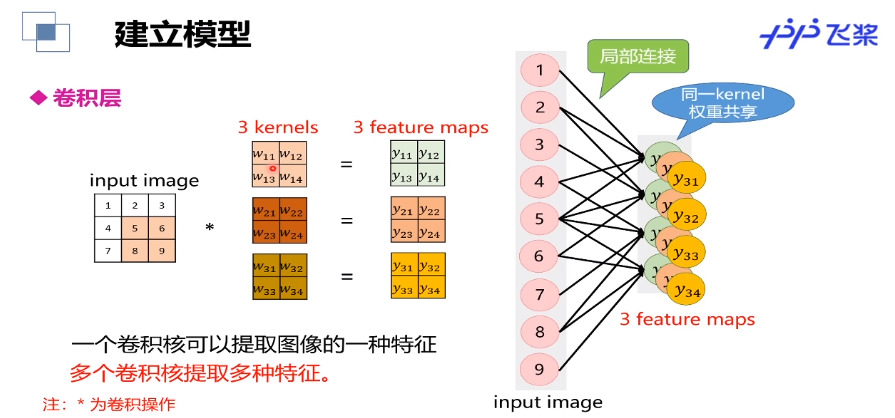 建立模型
飞桨
卷积层
局部连接
同一kernel
权重共享
3 kernels
3 feature maps
input image
1 2 3
4 5 6
7 8 9
*
w11 w12
w13 w14
=
y11 y12
y13 y14
w21 w22
w23 w24
=
y21 y22
y23 y24
w31 w32
w33 w34
=
y31 y32
y33 y34
一个卷积核可以提取图像的一种特征
多个卷积核提取多种特征。
注：* 为卷积操作
1
2
3
4
5
6
7
8
9
input image
y31
y32
y33
y34
3 feature maps